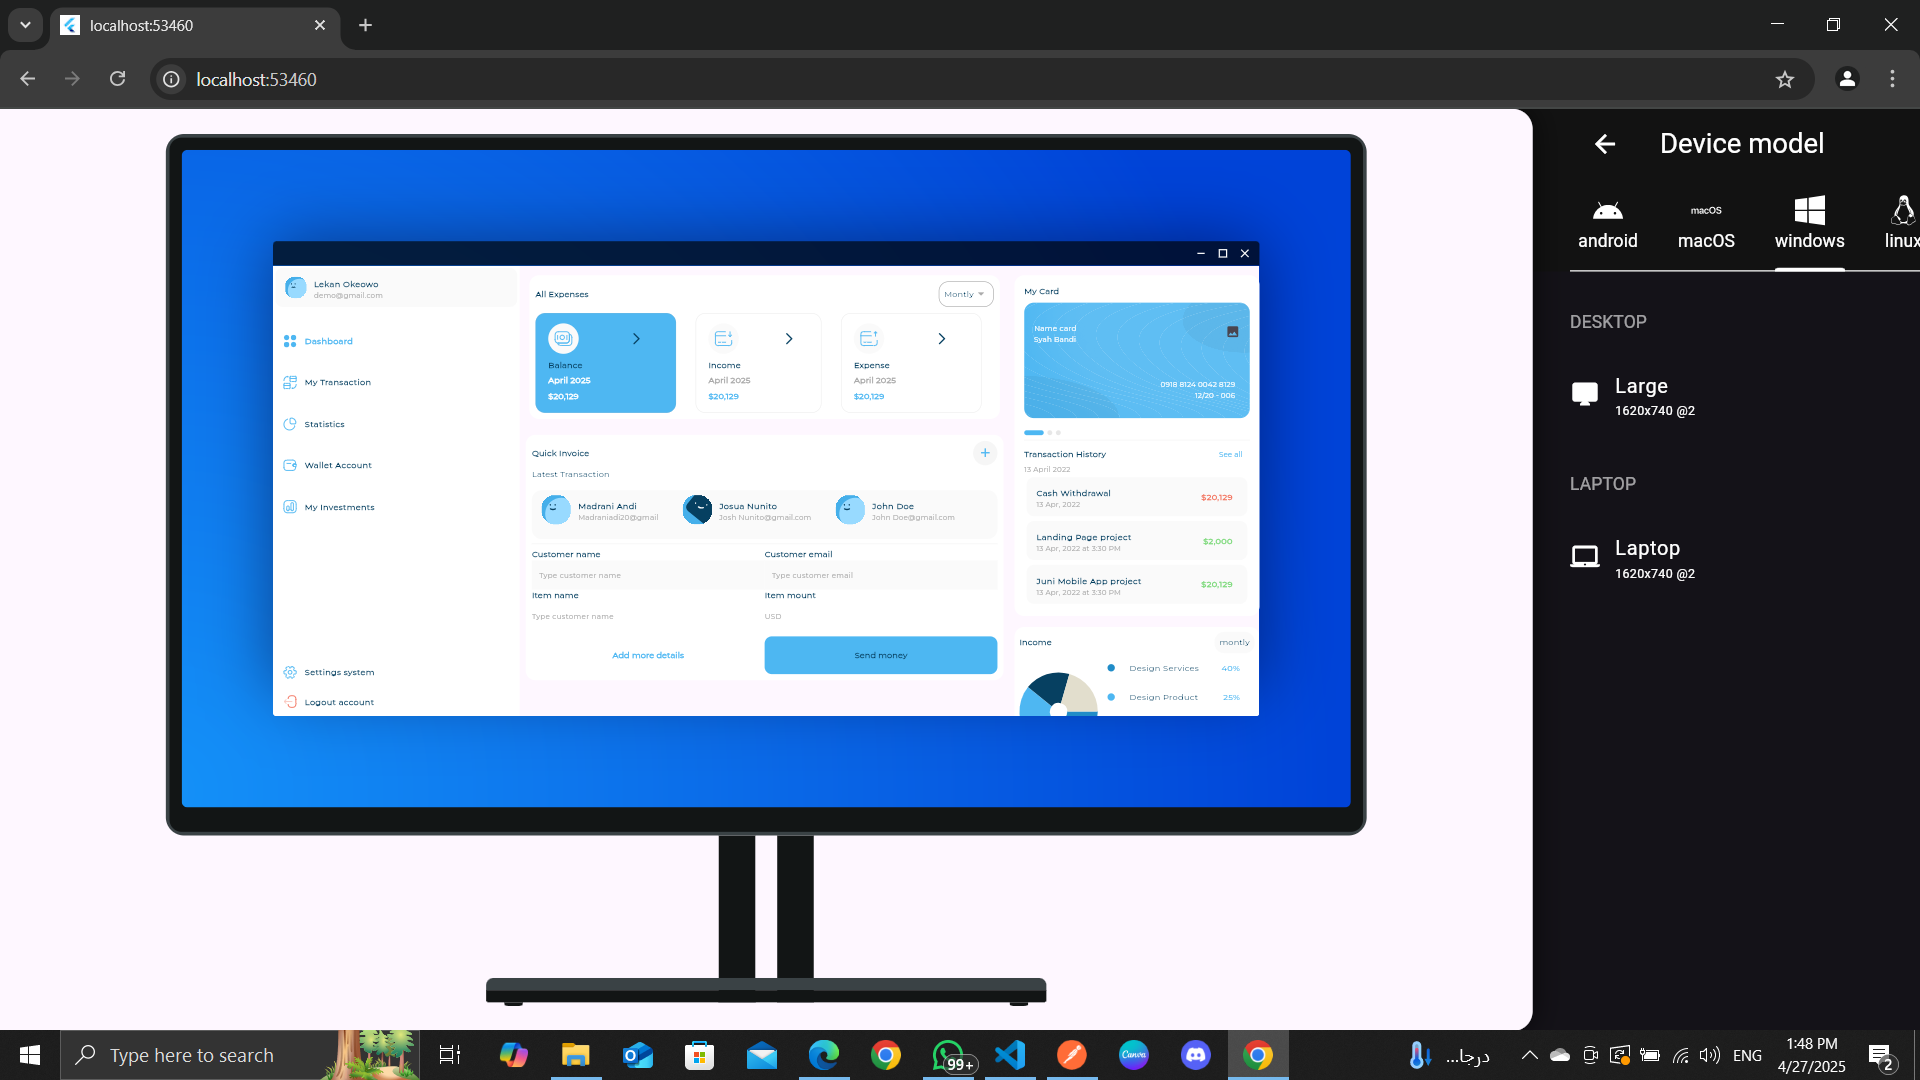 localhost:53460
localhost:53460
Device model
android
macOS
macOS
windows
linux
DESKTOP
Large
1620x740 @2
LAPTOP
Laptop
1620x740 @2
Lekan Okeowo
demo@gmail.com
Dashboard
My Transaction
Statistics
Wallet Account
My Investments
Settings system
Logout account
All Expenses
Montly
Balance
April 2025
$20,129
Income
April 2025
$20,129
Expense
April 2025
$20,129
Quick Invoice
Latest Transaction
Madrani Andi
Madraniadi20@gmail
Josua Nunito
Josh Nunito@gmail.com
John Doe
John Doe@gmail.com
Customer name
Customer email
Type customer name
Type customer email
Item name
Item mount
Type customer name
USD
Add more details
Send money
My Card
Name card
Syah Bandi
0918 8124 0042 8129
12/20 - 006
Transaction History
See all
13 April 2022
Cash Withdrawal
13 Apr, 2022
$20,129
Landing Page project
13 Apr, 2022 at 3:30 PM
$2,000
Juni Mobile App project
13 Apr, 2022 at 3:30 PM
$20,129
Income
montly
Design Services
40%
Design Product
25%
Type here to search
99+
Canva
درجا...
ENG
1:48 PM
4/27/2025
2